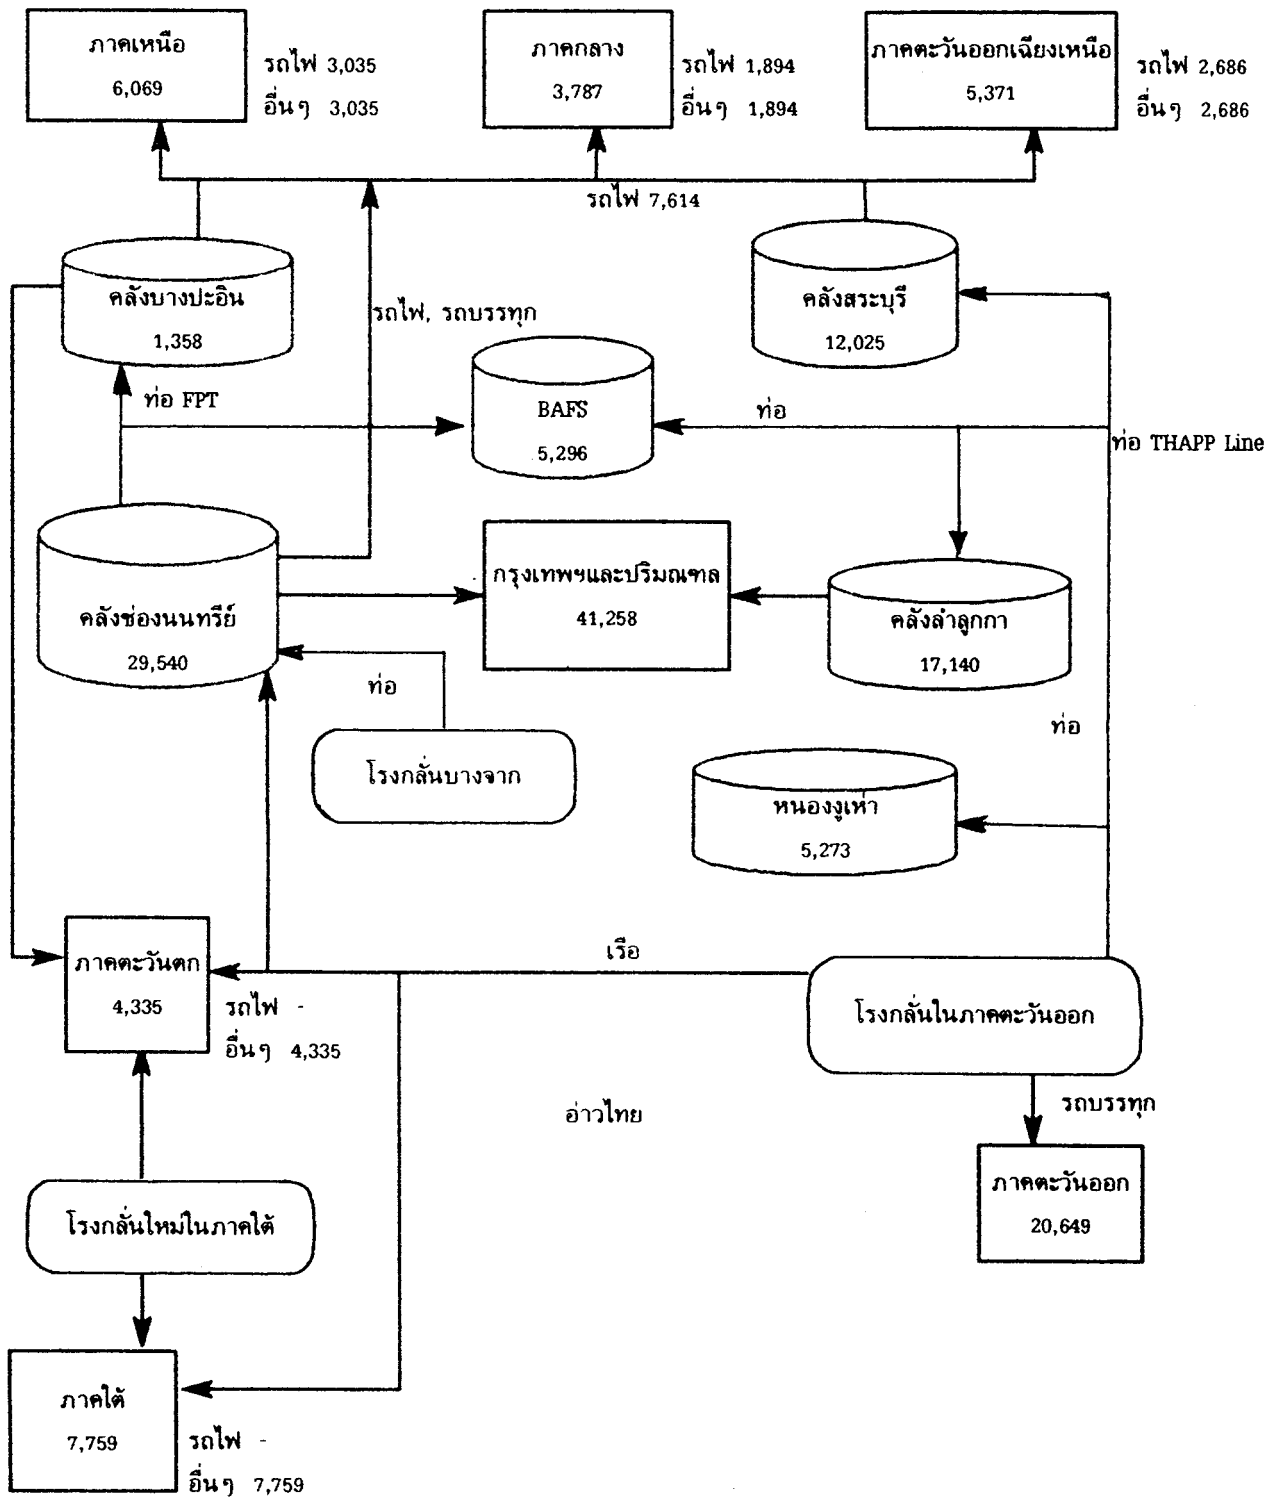 ภาคเหนือ
6,069
รถไฟ 3,035
อื่นๆ 3,035
ภาคกลาง
3,787
รถไฟ 1,894
อื่นๆ 1,894
ภาคตะวันออกเฉียงเหนือ
5,371
รถไฟ 2,686
อื่นๆ 2,686
รถไฟ 7,614
คลังบางปะอิน
1,358
รถไฟ, รถบรรทุก
คลังสระบุรี
12,025
ท่อ FPT
BAFS
5,296
ท่อ
ท่อ THAPP Line
คลังช่องนนทรีย์
29,540
กรุงเทพฯและปริมณฑล
41,258
คลังลำลูกกา
17,140
ท่อ
ท่อ
โรงกลั่นบางจาก
หนองงูเห่า
5,273
เรือ
ภาคตะวันตก
4,335
รถไฟ -
อื่นๆ 4,335
โรงกลั่นในภาคตะวันออก
รถบรรทุก
อ่าวไทย
ภาคตะวันออก
20,649
โรงกลั่นใหม่ในภาคใต้
ภาคใต้
7,759
รถไฟ -
อื่นๆ 7,759